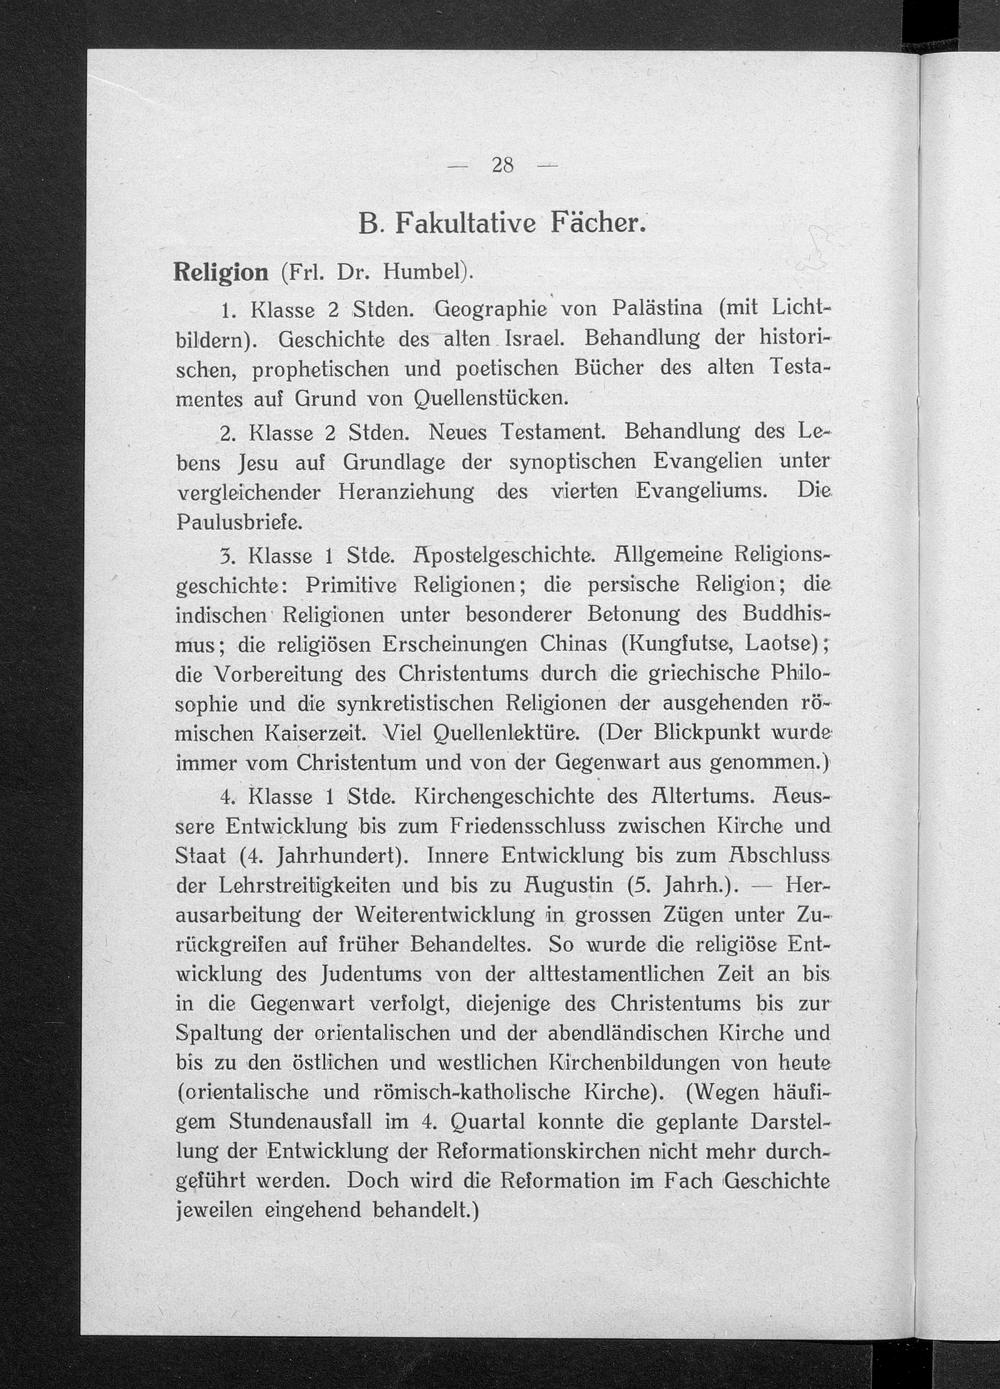 — 28 —
B. Fakultative Fächer.
Religion (Frl. Dr. Humbel).
1. Klasse 2 Stden. Geographie von Palästina (mit Licht-
bildern). Geschichte des alten Israel. Behandlung der histori-
schen, prophetischen und poetischen Bücher des alten Testa-
mentes auf Grund von Quellenstücken.
2. Klasse 2 Stden. Neues Testament. Behandlung des Le-
bens Jesu auf Grundlage der synoptischen Evangelien unter
vergleichender Heranziehung des vierten Evangeliums. Die
Paulusbriefe.
3. Klasse 1 Stde. Apostelgeschichte. Allgemeine Religions-
geschichte: Primitive Religionen; die persische Religion; die
indischen Religionen unter besonderer Betonung des Buddhis-
mus; die religiösen Erscheinungen Chinas (Kungfutse, Laotse);
die Vorbereitung des Christentums durch die griechische Philo-
sophie und die synkretistischen Religionen der ausgehenden rö-
mischen Kaiserzeit. Viel Quellenlektüre. (Der Blickpunkt wurde
immer vom Christentum und von der Gegenwart aus genommen.)
4. Klasse 1 Stde. Kirchengeschichte des Altertums. Aeus-
sere Entwicklung bis zum Friedensschluss zwischen Kirche und
Staat (4. Jahrhundert). Innere Entwicklung bis zum Abschluss
der Lehrstreitigkeiten und bis zu Augustin (5. Jahrh.). — Her-
ausarbeitung der Weiterentwicklung in grossen Zügen unter Zu-
rückgreifen auf früher Behandeltes. So wurde die religiöse Ent-
wicklung des Judentums von der alttestamentlichen Zeit an bis
in die Gegenwart verfolgt, diejenige des Christentums bis zur
Spaltung der orientalischen und der abendländischen Kirche und
bis zu den östlichen und westlichen Kirchenbildungen von heute
(orientalische und römisch-katholische Kirche). (Wegen häufi-
gem Stundenausfall im 4. Quartal konnte die geplante Darstel-
lung der Entwicklung der Reformationskirchen nicht mehr durch-
geführt werden. Doch wird die Reformation im Fach Geschichte
jeweilen eingehend behandelt.)